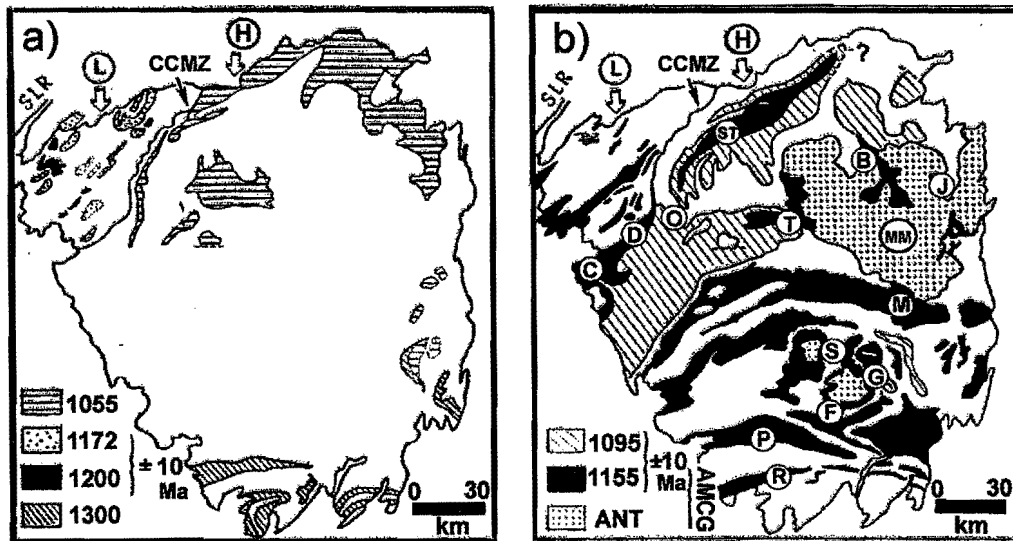 a)
H
L
CCMZ
SLR
1055
1172
1200
±10
Ma
1300
0 30
km
b)
H
L
CCMZ
?
SLR
ST
B
J
O
T
D
MM
C
M
S
G
F
P
R
1095
1155
±10
Ma
ANT
AMCG
0 30
km